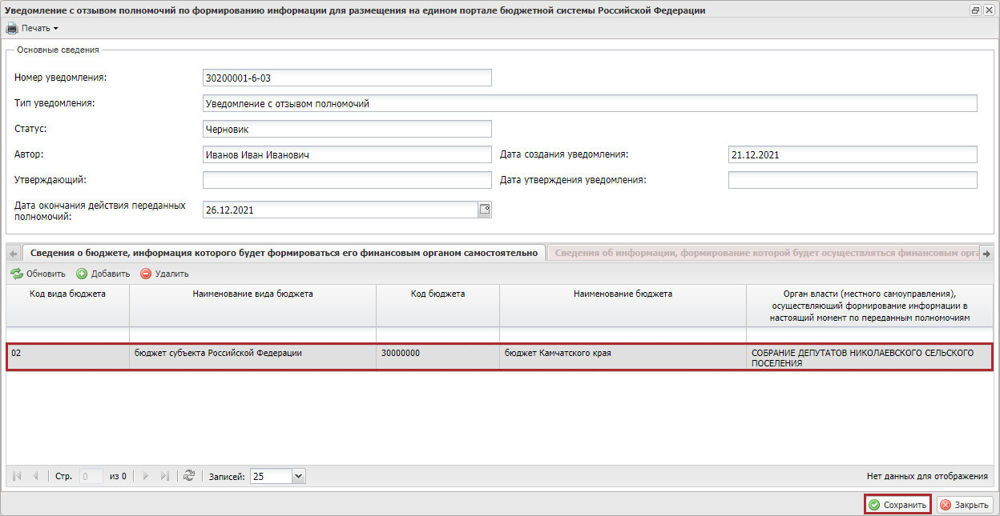 Уведомление с отзывом полномочий по формированию информации для размещения на едином портале бюджетной системы Российской Федерации
Печать
Основные сведения
Номер уведомления: 30200001-6-03
Тип уведомления: Уведомление с отзывом полномочий
Статус: Черновик
Автор: Иванов Иван Иванович Дата создания уведомления: 21.12.2021
Утверждающий: Дата утверждения уведомления:
Дата окончания действия переданных
полномочий: 26.12.2021
Сведения о бюджете, информация которого будет формироваться его финансовым органом самостоятельно Сведения об информации, формирование которой будет осуществляться финансовым орга
Обновить Добавить Удалить
Код вида бюджета Наименование вида бюджета Код бюджета Наименование бюджета Орган власти (местного самоуправления),
осуществляющий формирование информации в
настоящий момент по переданным полномочиям
02 бюджет субъекта Российской Федерации 30000000 бюджет Камчатского края СОБРАНИЕ ДЕПУТАТОВ НИКОЛАЕВСКОГО СЕЛЬСКОГО
ПОСЕЛЕНИЯ
Стр. 0 из 0 Записей: 25 Нет данных для отображения
Сохранить Закрыть